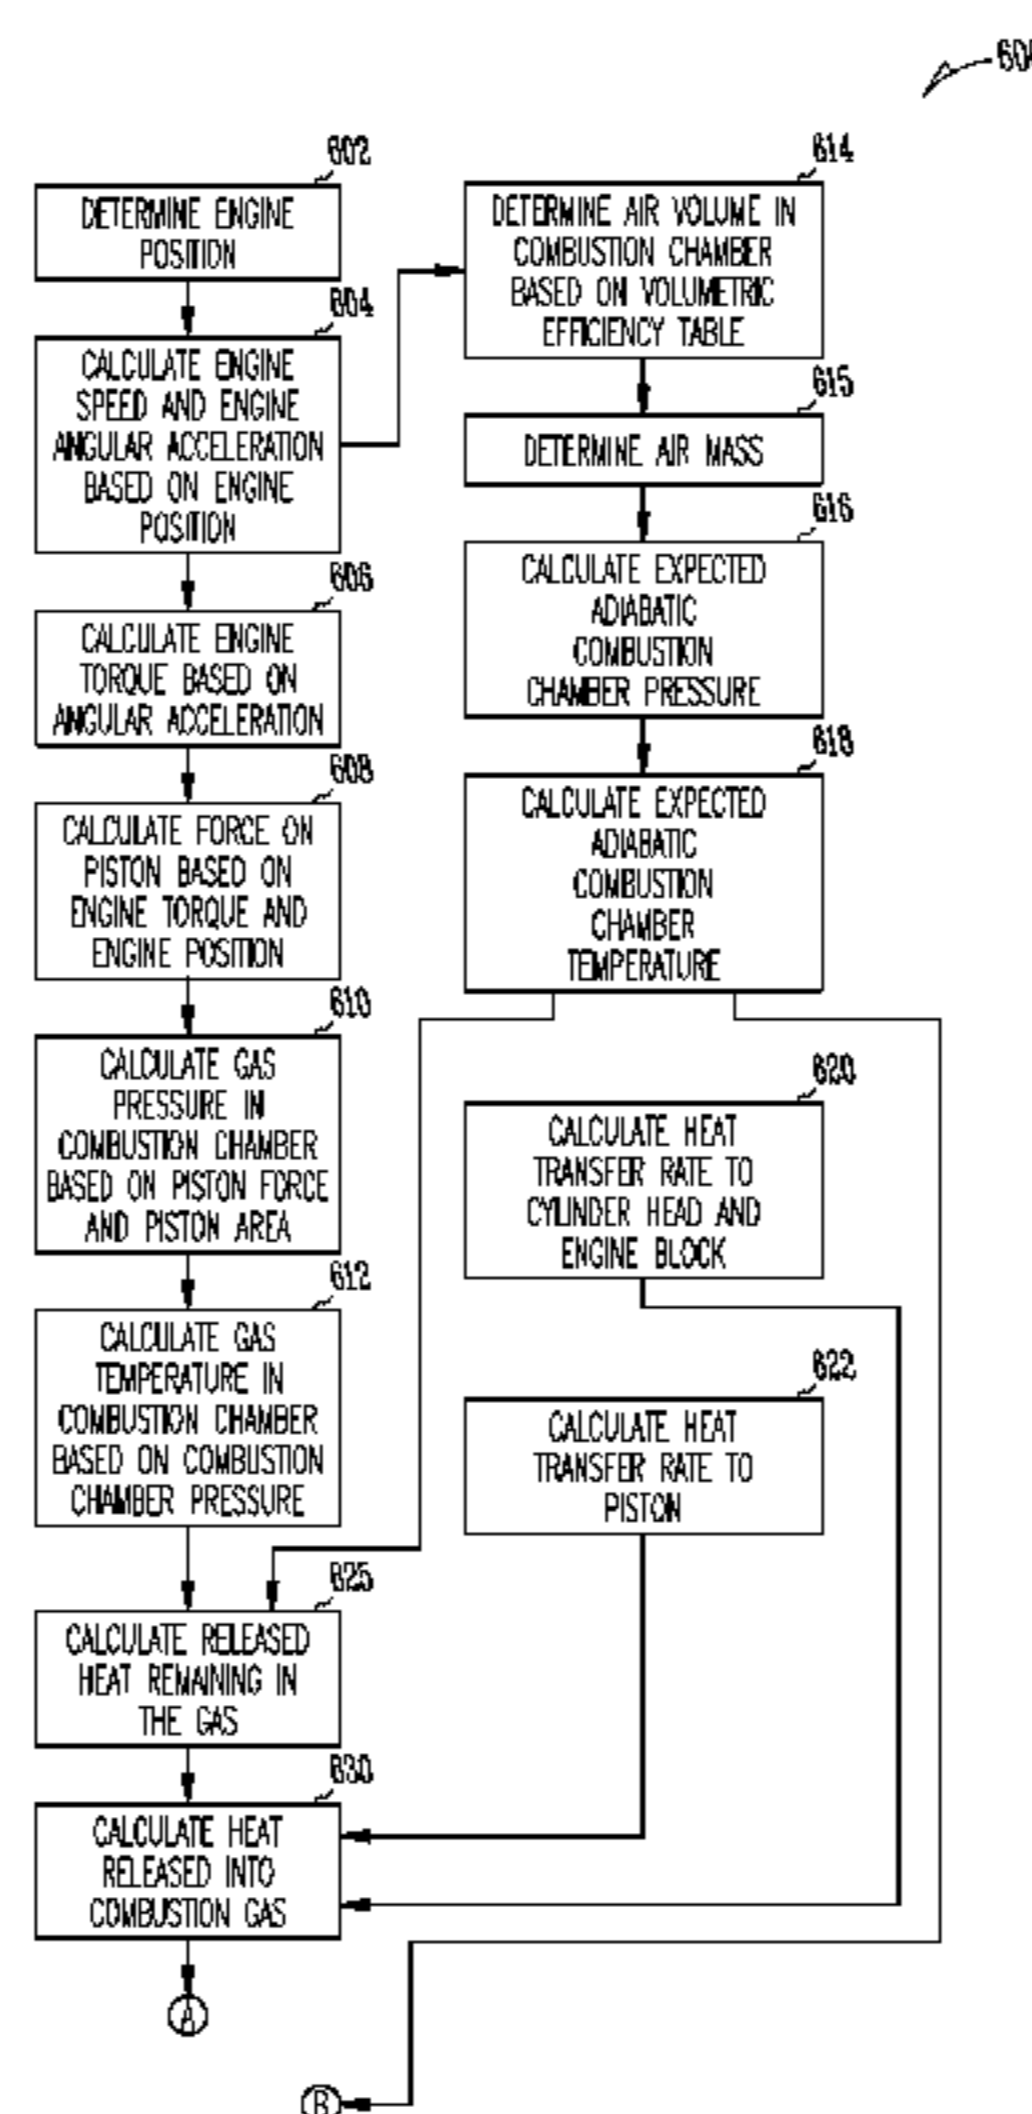 602
DETERMINE ENGINE
POSITION
604
CALCULATE ENGINE
SPEED AND ENGINE
ANGULAR ACCELERATION
BASED ON ENGINE
POSITION
606
CALCULATE ENGINE
TORQUE BASED ON
ANGULAR ACCELERATION
608
CALCULATE FORCE ON
PISTON BASED ON
ENGINE TORQUE AND
ENGINE POSITION
610
CALCULATE GAS
PRESSURE IN
COMBUSTION CHAMBER
BASED ON PISTON FORCE
AND PISTON AREA
612
CALCULATE GAS
TEMPERATURE IN
COMBUSTION CHAMBER
BASED ON COMBUSTION
CHAMBER PRESSURE
625
CALCULATE RELEASED
HEAT REMAINING IN
THE GAS
630
CALCULATE HEAT
RELEASED INTO
COMBUSTION GAS
A
614
DETERMINE AIR VOLUME IN
COMBUSTION CHAMBER
BASED ON VOLUMETRIC
EFFICIENCY TABLE
615
DETERMINE AIR MASS
616
CALCULATE EXPECTED
ADIABATIC
COMBUSTION
CHAMBER PRESSURE
618
CALCULATE EXPECTED
ADIABATIC
COMBUSTION
CHAMBER
TEMPERATURE
620
CALCULATE HEAT
TRANSFER RATE TO
CYLINDER HEAD AND
ENGINE BLOCK
622
CALCULATE HEAT
TRANSFER RATE TO
PISTON
B